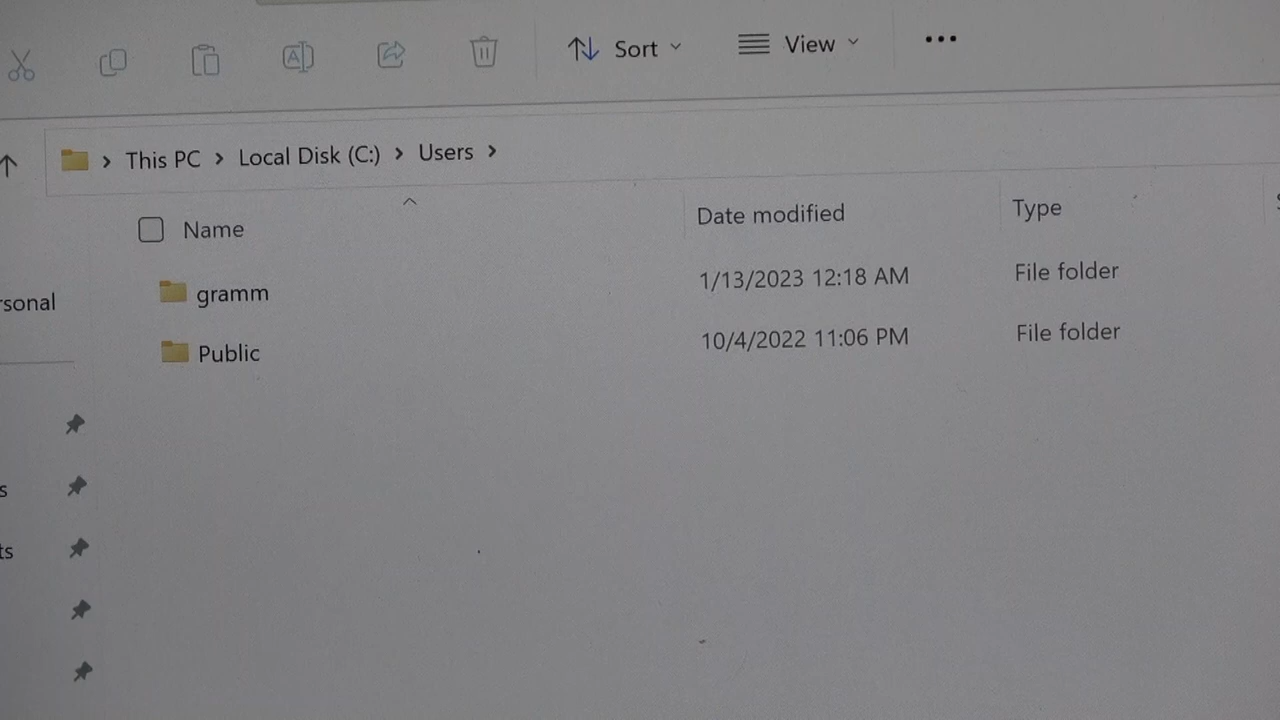 Sort View •••
This PC > Local Disk (C:) > Users >
Name Date modified Type
gramm 1/13/2023 12:18 AM File folder
Public 10/4/2022 11:06 PM File folder
rsonal
s
ts